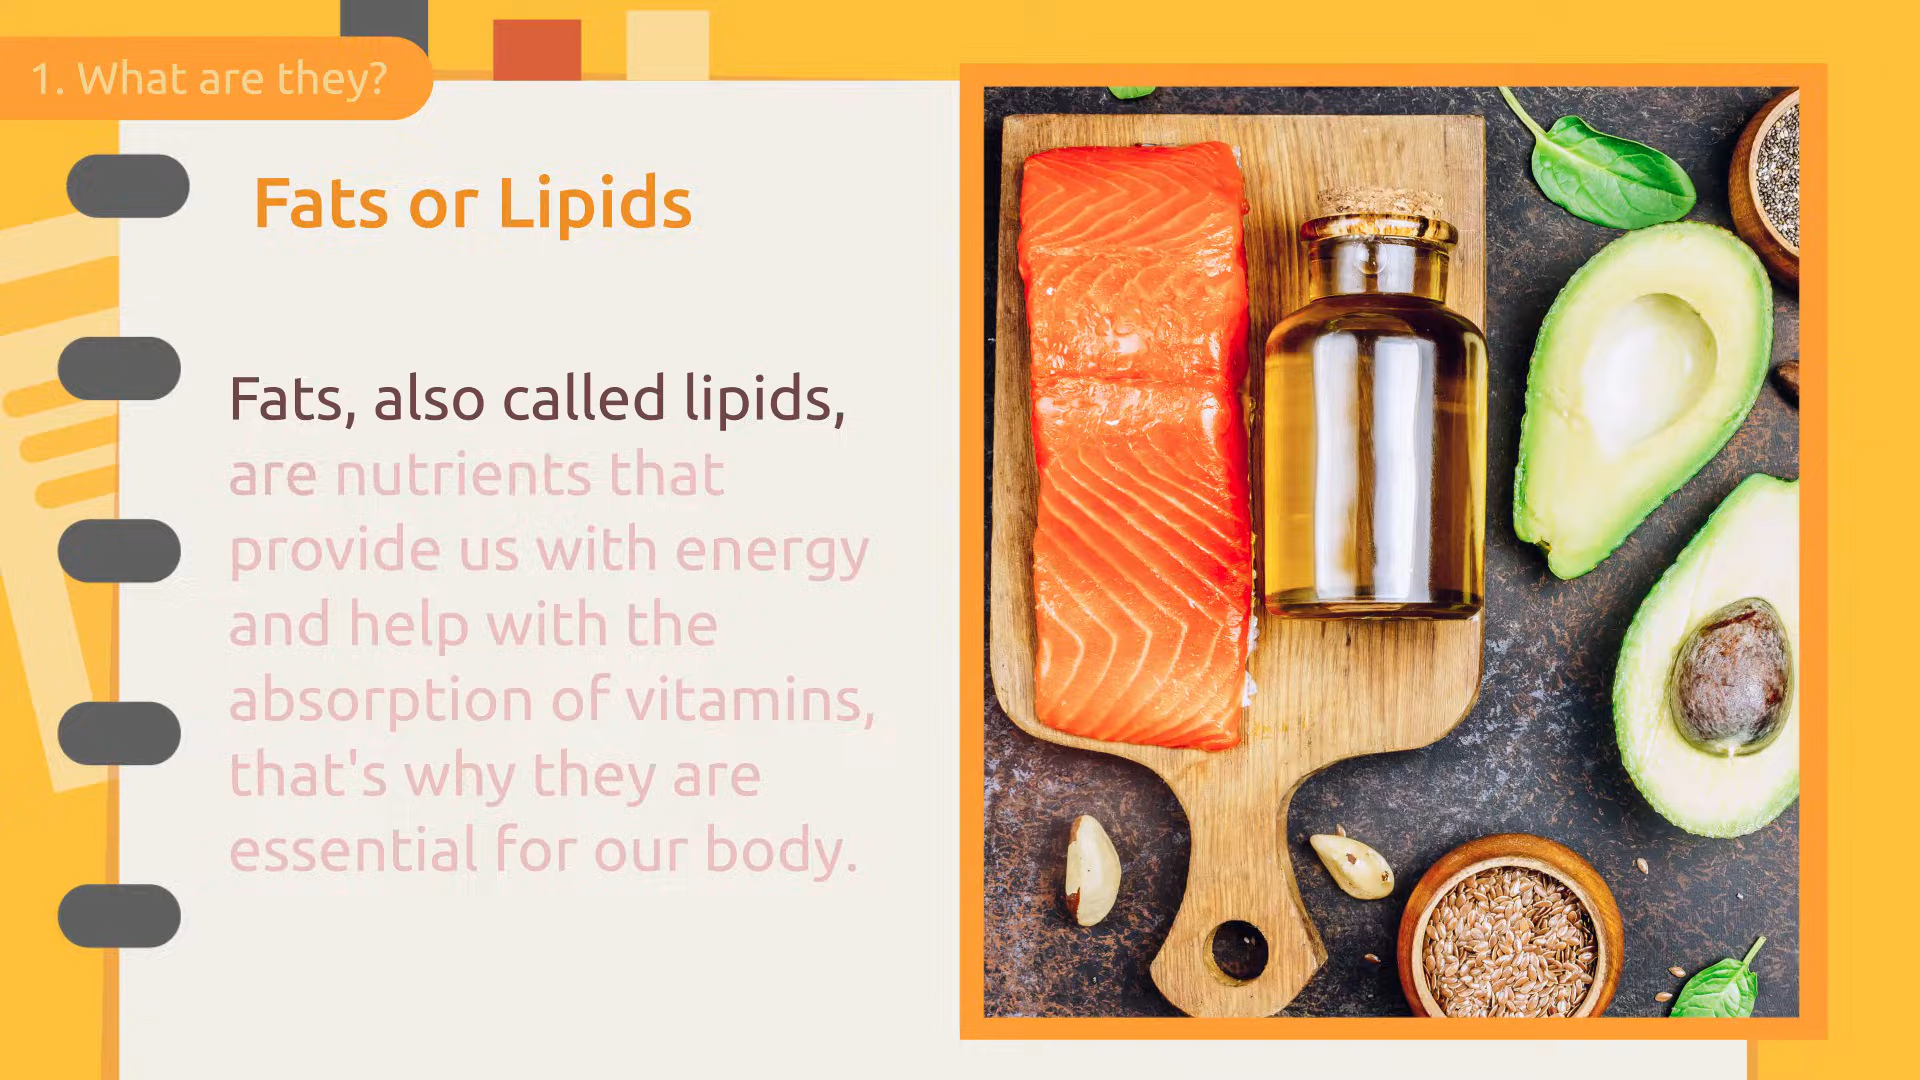 1. What are they?
Fats or Lipids
Fats, also called lipids,
are nutrients that
provide us with energy
and help with the
absorption of vitamins,
that's why they are
essential for our body.